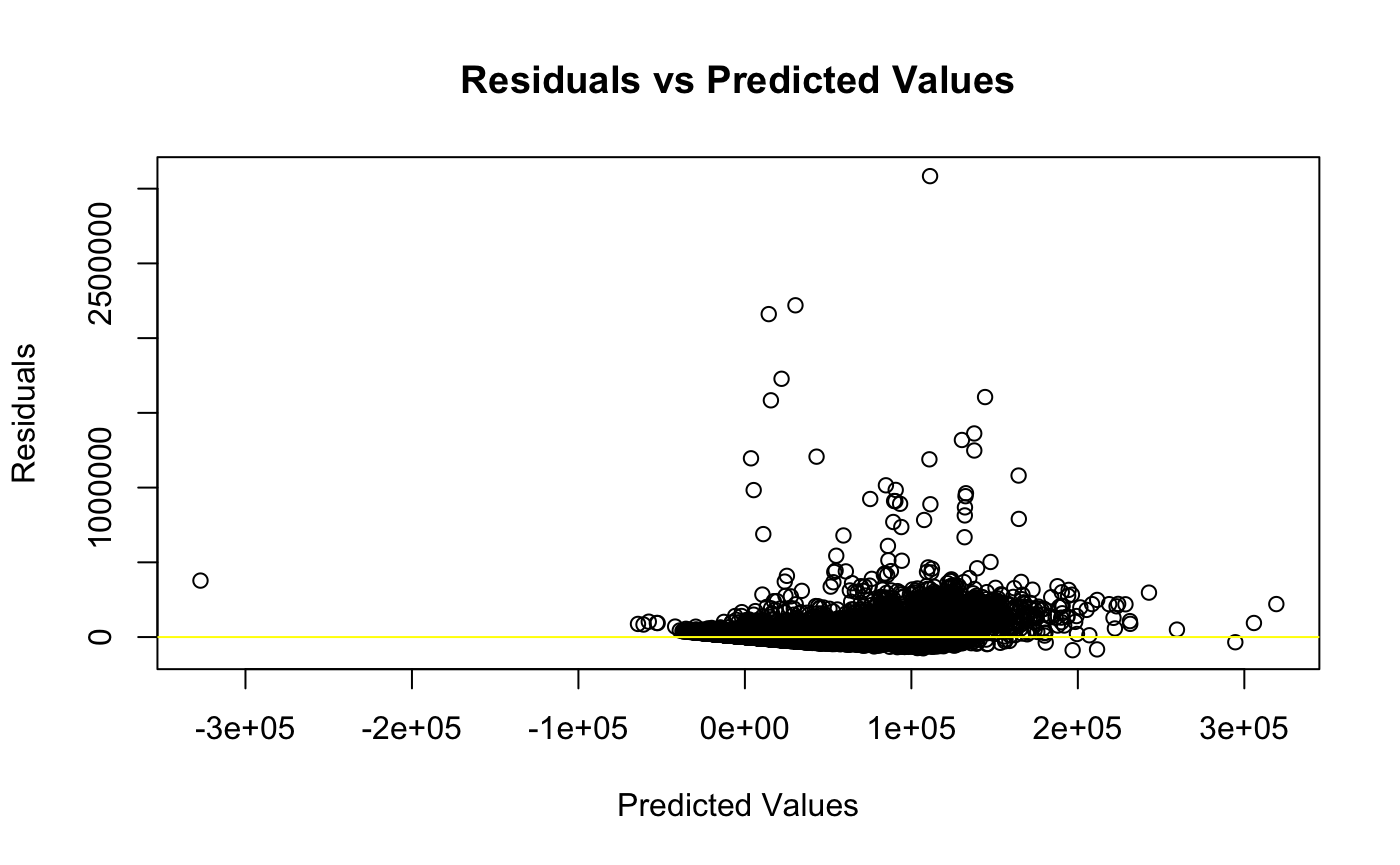 Residuals vs Predicted Values
Residuals
2500000
1000000
0
-3e+05 -2e+05 -1e+05 0e+00 1e+05 2e+05 3e+05
Predicted Values